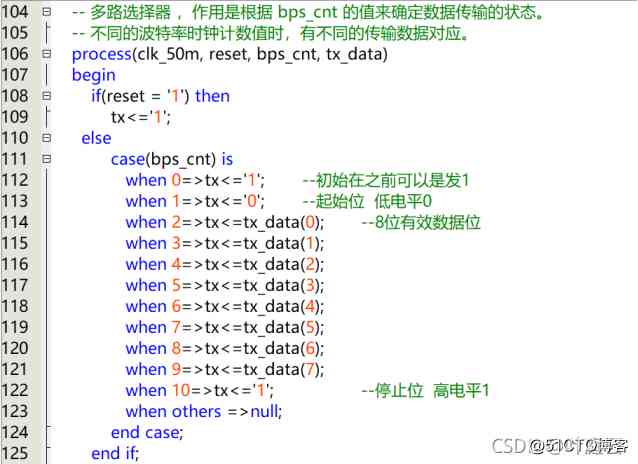 104 -- 多路选择器 ，作用是根据 bps_cnt 的值来确定数据传输的状态。
105 -- 不同的波特率时钟计数值时，有不同的传输数据对应。
106 process(clk_50m, reset, bps_cnt, tx_data)
107 begin
108 if(reset = '1') then
109 tx<='1';
110 else
111 case(bps_cnt) is
112 when 0=>tx<='1'; --初始在之前可以是发1
113 when 1=>tx<='0'; --起始位 低电平0
114 when 2=>tx<=tx_data(0); --8位有效数据位
115 when 3=>tx<=tx_data(1);
116 when 4=>tx<=tx_data(2);
117 when 5=>tx<=tx_data(3);
118 when 6=>tx<=tx_data(4);
119 when 7=>tx<=tx_data(5);
120 when 8=>tx<=tx_data(6);
121 when 9=>tx<=tx_data(7);
122 when 10=>tx<='1'; --停止位 高电平1
123 when others =>null;
124 end case;
125 end if;
@51CTO博客